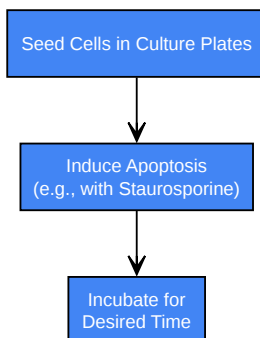 Seed Cells in Culture Plates
Induce Apoptosis
(e.g., with Staurosporine)
Incubate for
Desired Time